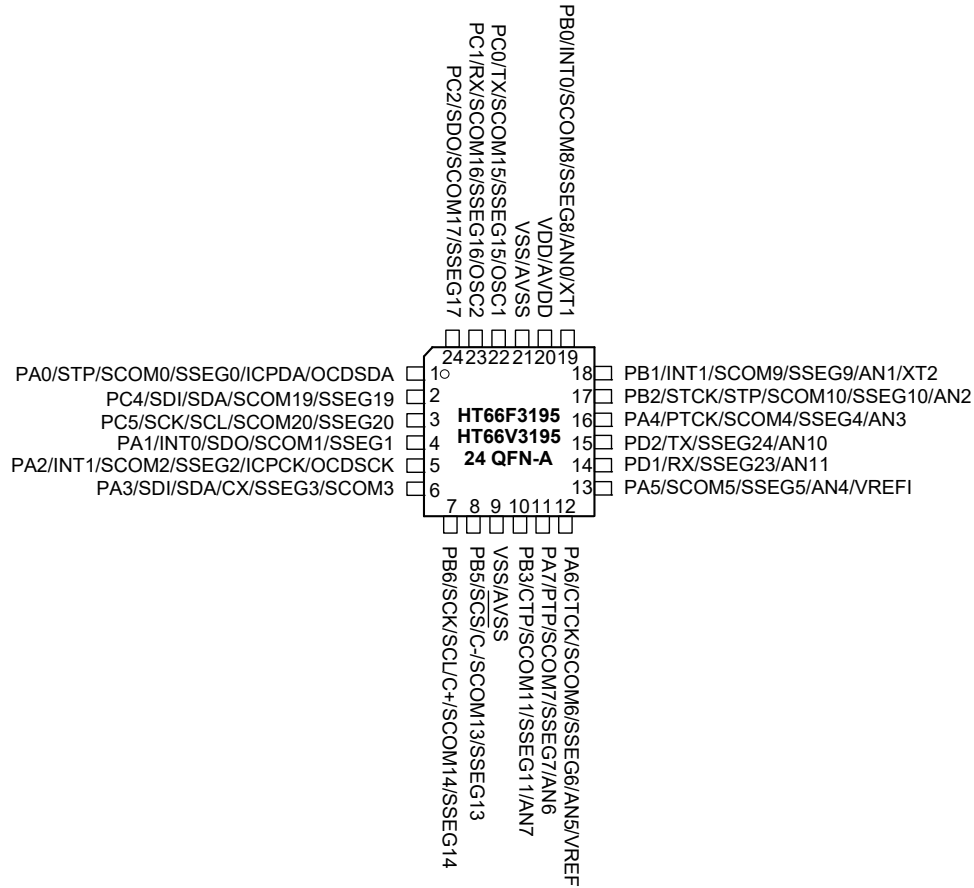 PC2/SDO/SCOM17/SSEG17
PC1/RX/SCOM16/SSEG16/OSC2
PC0/TX/SCOM15/SSEG15/OSC1
VSS/AVSS
VDD/AVDD
PB0/INT0/SCOM8/SSEG8/AN0/XT1
24 23 22 21 20 19
PA0/STP/SCOM0/SSEG0/ICPDA/OCDSDA 1
PC4/SDI/SDA/SCOM19/SSEG19 2
PC5/SCK/SCL/SCOM20/SSEG20 3
PA1/INT0/SDO/SCOM1/SSEG1 4
PA2/INT1/SCOM2/SSEG2/ICPCK/OCDSCK 5
PA3/SDI/SDA/CX/SSEG3/SCOM3 6
HT66F3195
HT66V3195
24 QFN-A
18 PB1/INT1/SCOM9/SSEG9/AN1/XT2
17 PB2/STCK/STP/SCOM10/SSEG10/AN2
16 PA4/PTCK/SCOM4/SSEG4/AN3
15 PD2/TX/SSEG24/AN10
14 PD1/RX/SSEG23/AN11
13 PA5/SCOM5/SSEG5/AN4/VREFI
7 8 9 10 11 12
PB6/SCK/SCL/C+/SCOM14/SSEG14
PB5/SCS/C-/SCOM13/SSEG13
VSS/AVSS
PB3/CTP/SCOM11/SSEG11/AN7
PA7/PTP/SCOM7/SSEG7/AN6
PA6/CTCK/SCOM6/SSEG6/AN5/VREF